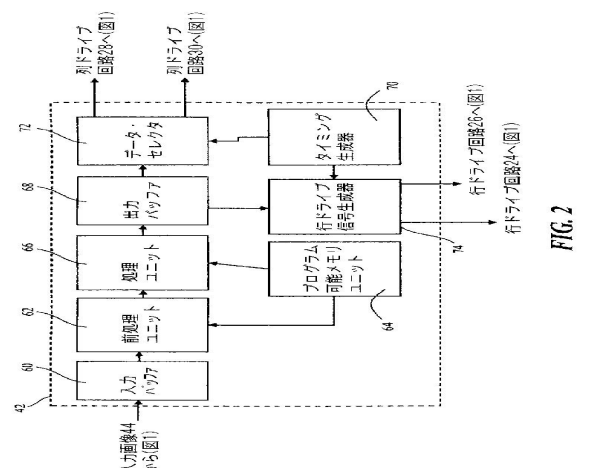 42
60
62
66
68
72
入力画像44
から(図1)
入力
バッファ
前処理
ユニット
処理
ユニット
出力
バッファ
データ・
セレクタ
列ドライブ
回路28へ(図1)
列ドライブ
回路30へ(図1)
プログラム
可能メモリ
ユニット
64
行ドライブ
信号生成器
74
タイミング
生成器
70
行ドライブ回路26へ(図1)
行ドライブ回路24へ(図1)
FIG. 2